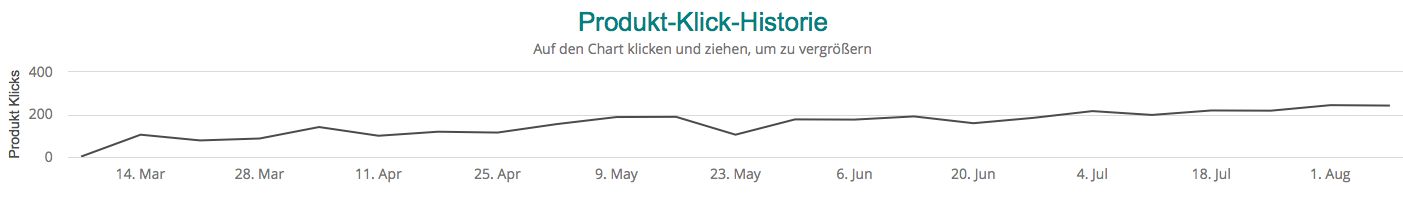 Produkt-Klick-Historie
Auf den Chart klicken und ziehen, um zu vergrößern
Produkt Klicks
400
200
0
14. Mar 28. Mar 11. Apr 25. Apr 9. May 23. May 6. Jun 20. Jun 4. Jul 18. Jul 1. Aug